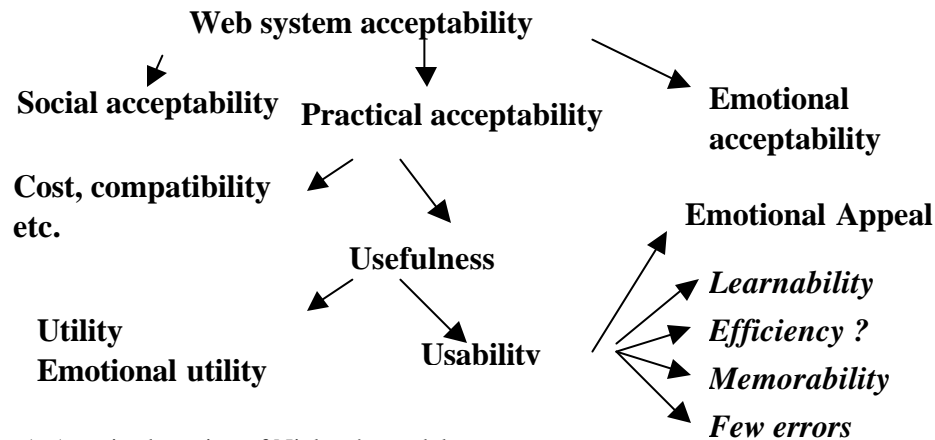 Web system acceptability
Social acceptability
Practical acceptability
Emotional
acceptability
Cost, compatibility
etc.
Emotional Appeal
Usefulness
Learnability
Utility
Emotional utility
Usability
Efficiency ?
Memorability
Few errors